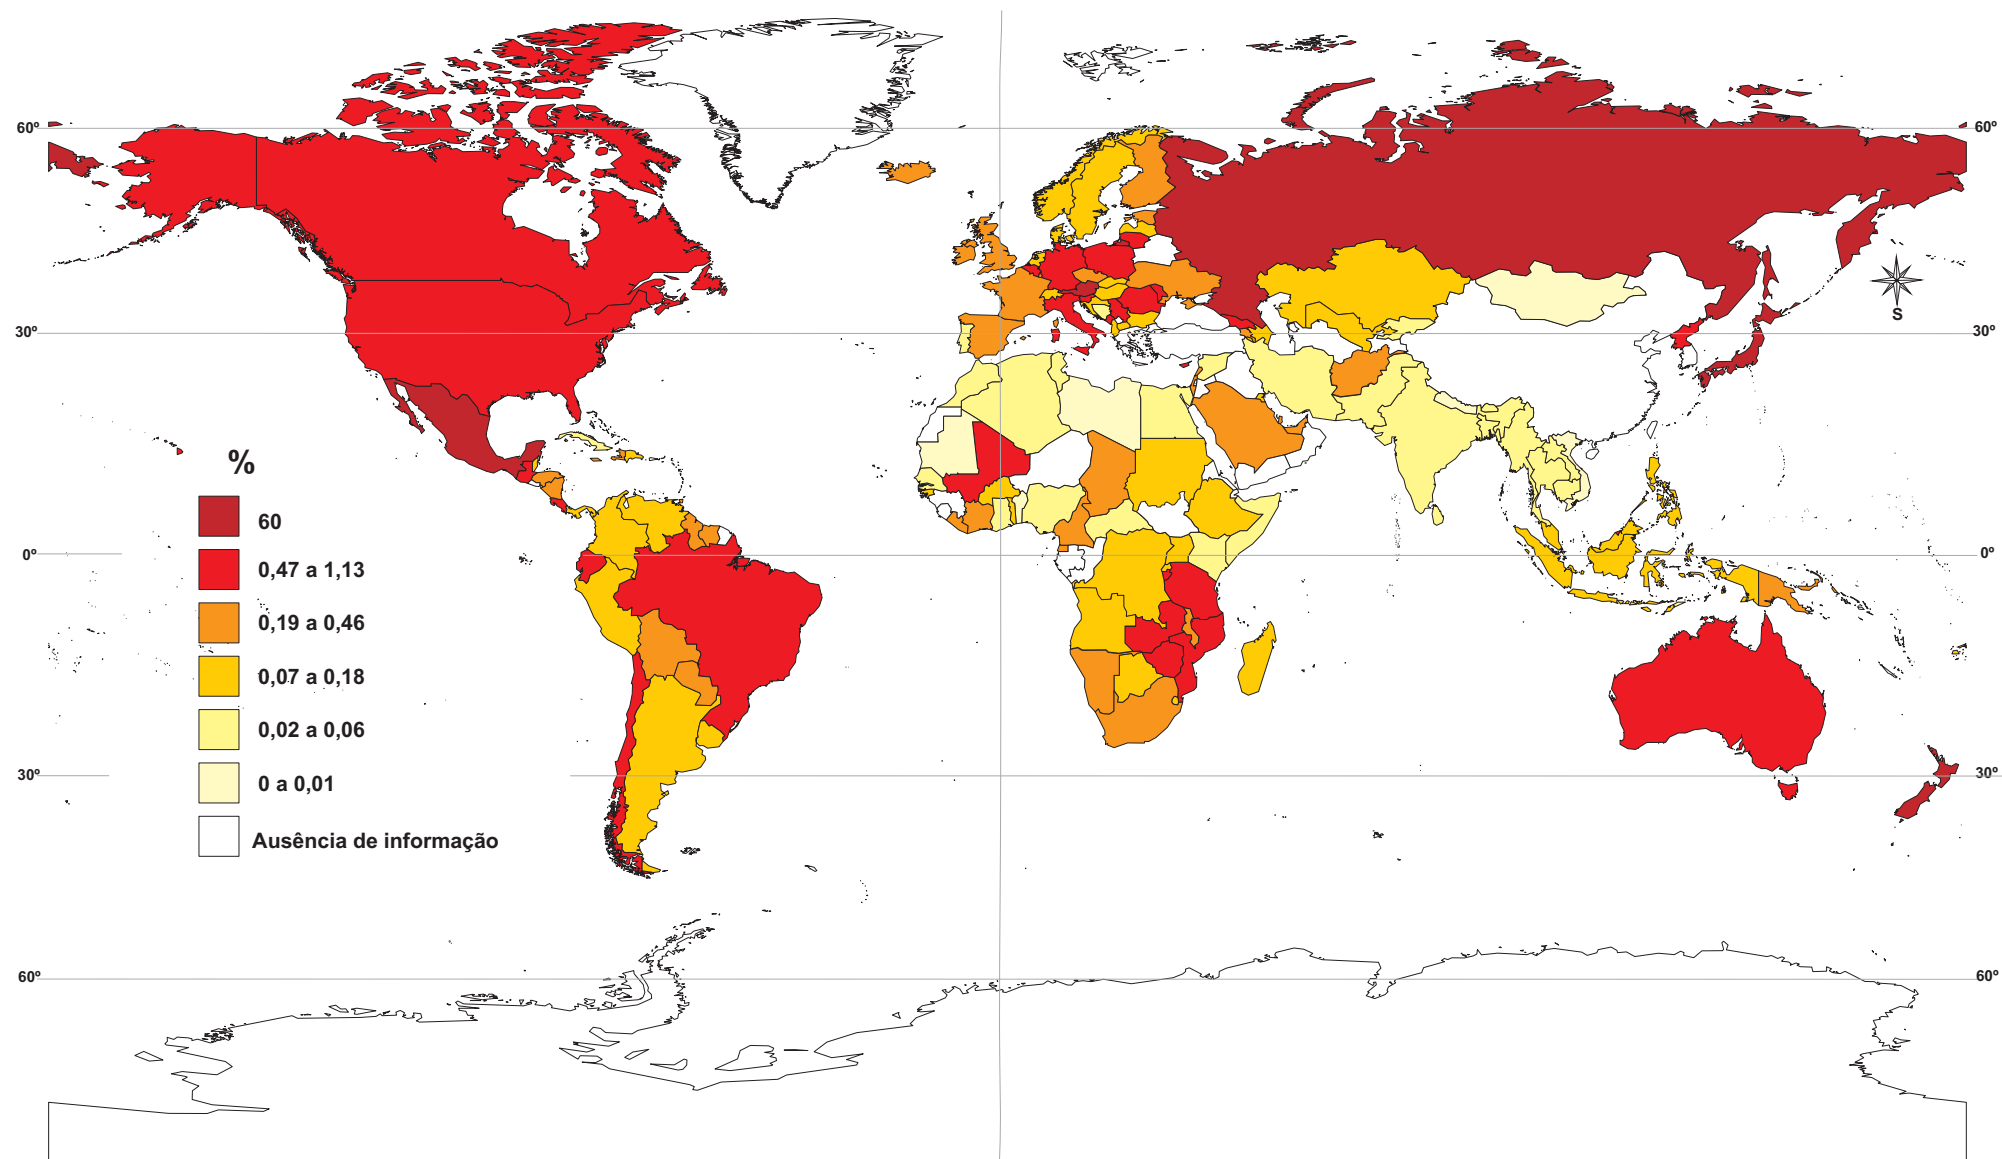 60º 60º
S
30º 30º
%
60
0,47 a 1,13
0º 0º
0,19 a 0,46
0,07 a 0,18
0,02 a 0,06
30º 30º
0 a 0,01
Ausência de informação
60º 60º